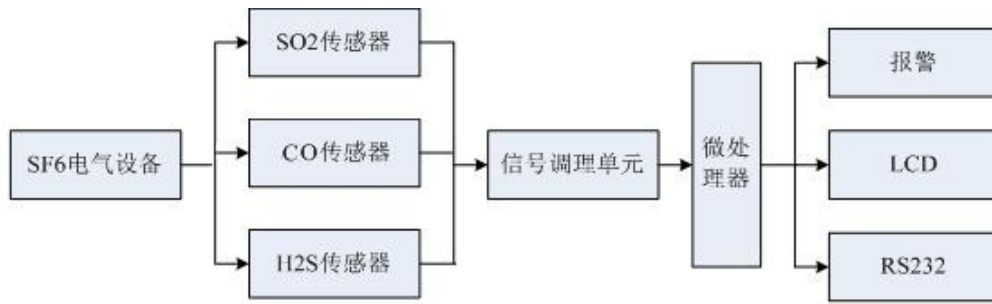 SF6电气设备
SO2传感器
CO传感器
H2S传感器
信号调理单元
微处
理器
报警
LCD
RS232